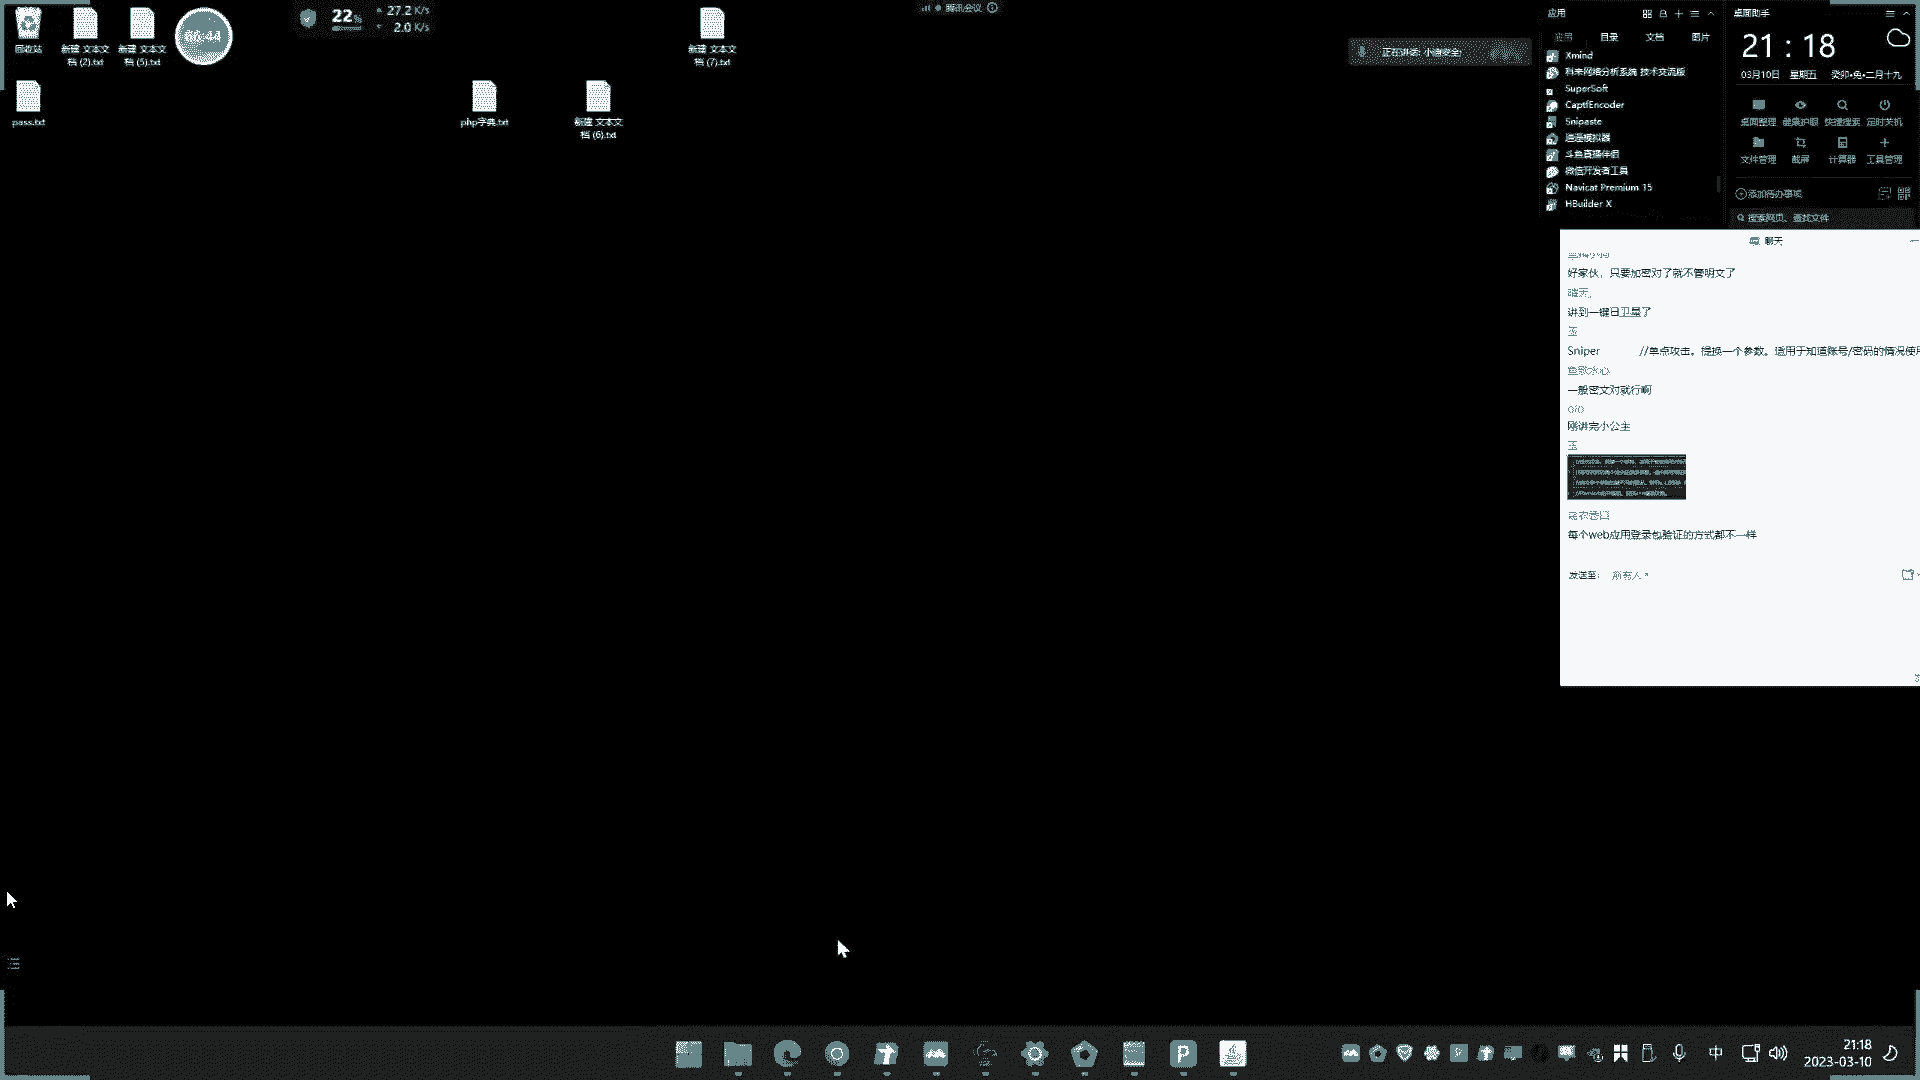 回收站
新建 文本文
档 (2).txt
新建 文本文
档 (5).txt
66:44
22%
27.2 K/s
2.0 K/s
新建 文本文
档 (7).txt
pass.txt
php字典.txt
新建 文本文
档 (6).txt
腾讯会议
正在讲话: 小迪安全
应用
应用
目录
文档
图片
Xmind
科来网络分析系统 技术交流版
SuperSoft
CaptfEncoder
Snipaste
逍遥模拟器
斗鱼直播伴侣
微信开发者工具
Navicat Premium 15
HBuilder X
桌面助手
21 : 18
03月10日 星期五 癸卯•兔•二月十九
桌面整理
健康护眼
快捷搜索
定时关机
文件管理
截屏
计算器
工具管理
添加待办事项
搜索网页、查找文件
聊天
好家伙，只要加密对了就不管明文了
晴天、
讲到一键日卫星了
Sniper //单点攻击。提换一个参数。适用于知道账号/密码的情况使用
鱼歌水心
一般密文对就行啊
o/o
刚讲完小公主
玉
每个web应用登录包验证的方式都不一样
发送至: 所有人
中
21:18
2023-03-10